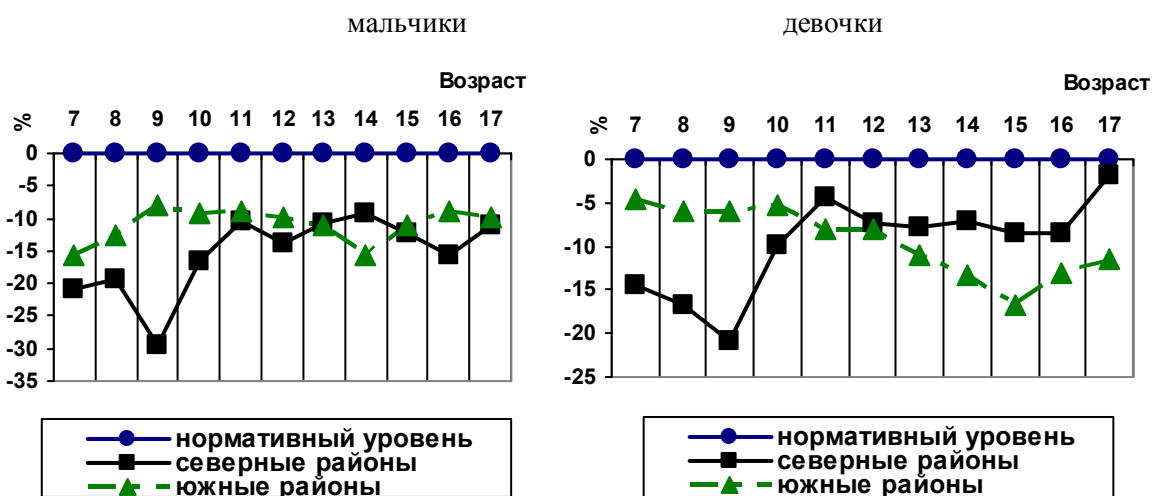 мальчики
Возраст
% 7 8 9 10 11 12 13 14 15 16 17
0
-5
-10
-15
-20
-25
-30
-35
нормативный уровень
северные районы
южные районы
девочки
Возраст
% 7 8 9 10 11 12 13 14 15 16 17
0
-5
-10
-15
-20
-25
нормативный уровень
северные районы
южные районы